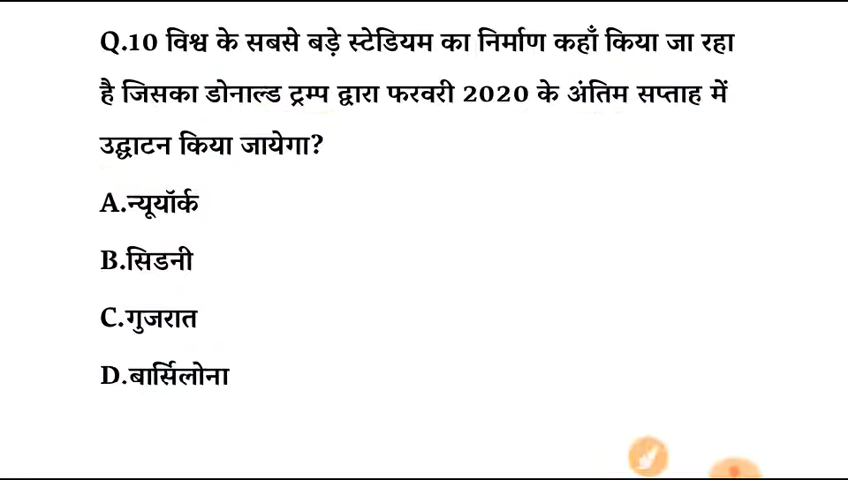 Q.10 विश्व के सबसे बड़े स्टेडियम का निर्माण कहाँ किया जा रहा
है जिसका डोनाल्ड ट्रम्प द्वारा फरवरी 2020 के अंतिम सप्ताह में
उद्घाटन किया जायेगा?
A.न्यूयॉर्क
B.सिडनी
C.गुजरात
D.बार्सिलोना